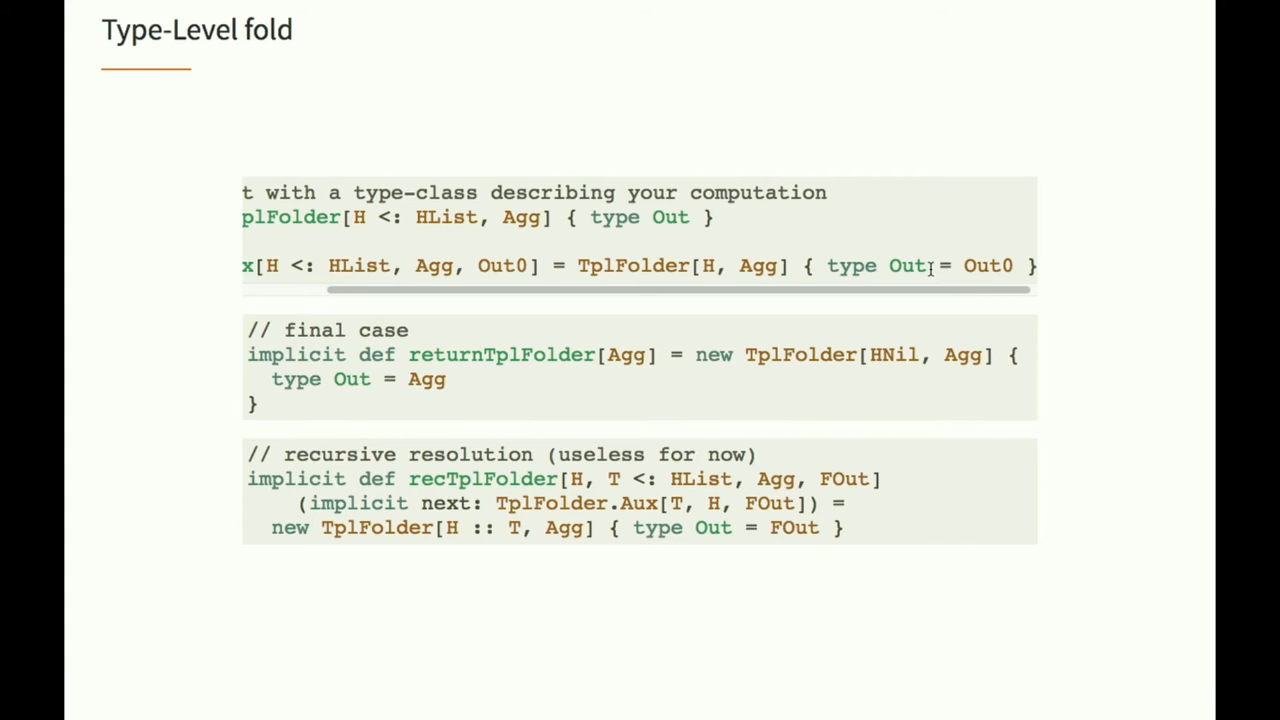 Type-Level fold
t with a type-class describing your computation
plFolder[H <: HList, Agg] { type Out }
x[H <: HList, Agg, Out0] = TplFolder[H, Agg] { type Out = Out0 }
// final case
implicit def returnTplFolder[Agg] = new TplFolder[HNil, Agg] {
  type Out = Agg
}
// recursive resolution (useless for now)
implicit def recTplFolder[H, T <: HList, Agg, FOut]
    (implicit next: TplFolder.Aux[T, H, FOut]) =
  new TplFolder[H :: T, Agg] { type Out = FOut }